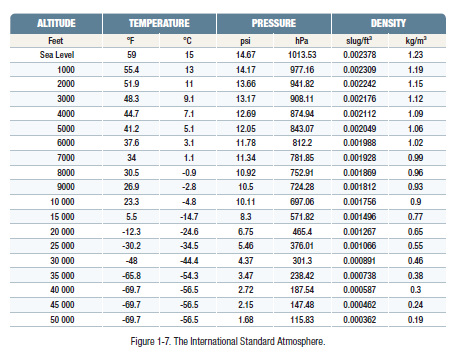 ALTITUDE TEMPERATURE PRESSURE DENSITY
Feet °F °C psi hPa slug/ft³ kg/m³
Sea Level 59 15 14.67 1013.53 0.002378 1.23
1000 55.4 13 14.17 977.16 0.002309 1.19
2000 51.9 11 13.66 941.82 0.002242 1.15
3000 48.3 9.1 13.17 908.11 0.002176 1.12
4000 44.7 7.1 12.69 874.94 0.002112 1.09
5000 41.2 5.1 12.05 843.07 0.002049 1.06
6000 37.6 3.1 11.78 812.2 0.001988 1.02
7000 34 1.1 11.34 781.85 0.001928 0.99
8000 30.5 -0.9 10.92 752.91 0.001869 0.96
9000 26.9 -2.8 10.5 724.28 0.001812 0.93
10 000 23.3 -4.8 10.11 697.06 0.001756 0.9
15 000 5.5 -14.7 8.3 571.82 0.001496 0.77
20 000 -12.3 -24.6 6.75 465.4 0.001267 0.65
25 000 -30.2 -34.5 5.46 376.01 0.001066 0.55
30 000 -48 -44.4 4.37 301.3 0.000891 0.46
35 000 -65.8 -54.3 3.47 238.42 0.000738 0.38
40 000 -69.7 -56.5 2.72 187.54 0.000587 0.3
45 000 -69.7 -56.5 2.15 147.48 0.000462 0.24
50 000 -69.7 -56.5 1.68 115.83 0.000362 0.19
Figure 1-7. The International Standard Atmosphere.